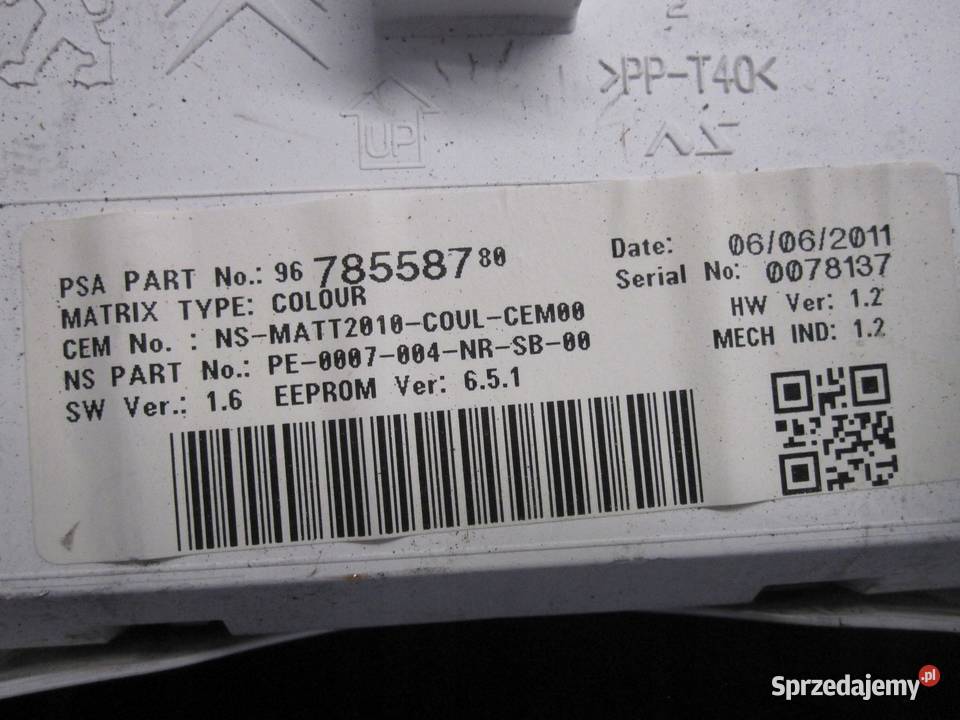 2
>PP-T40<
UP
PSA PART No.: 96 785587 80
MATRIX TYPE: COLOUR
CEM No. : NS-MATT2010-COUL-CEM00
NS PART No.: PE-0007-004-NR-SB-00
SW Ver.: 1.6 EEPROM Ver: 6.5.1
Date: 06/06/2011
Serial No: 0078137
HW Ver: 1.2
MECH IND: 1.2
Sprzedajemy.pl